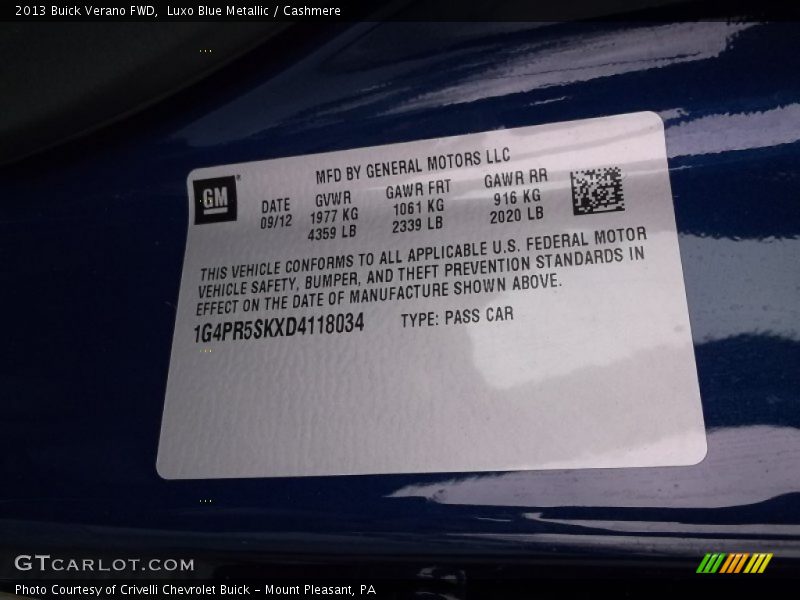 2013 Buick Verano FWD,  Luxo Blue Metallic / Cashmere
MFD BY GENERAL MOTORS LLC
GM®
DATE
09/12
GVWR
1977 KG
4359 LB
GAWR FRT
1061 KG
2339 LB
GAWR RR
916 KG
2020 LB
THIS VEHICLE CONFORMS TO ALL APPLICABLE U.S. FEDERAL MOTOR
VEHICLE SAFETY, BUMPER, AND THEFT PREVENTION STANDARDS IN
EFFECT ON THE DATE OF MANUFACTURE SHOWN ABOVE.
1G4PR5SKXD4118034 TYPE: PASS CAR
GTCARLOT.COM
Photo Courtesy of Crivelli Chevrolet Buick - Mount Pleasant, PA